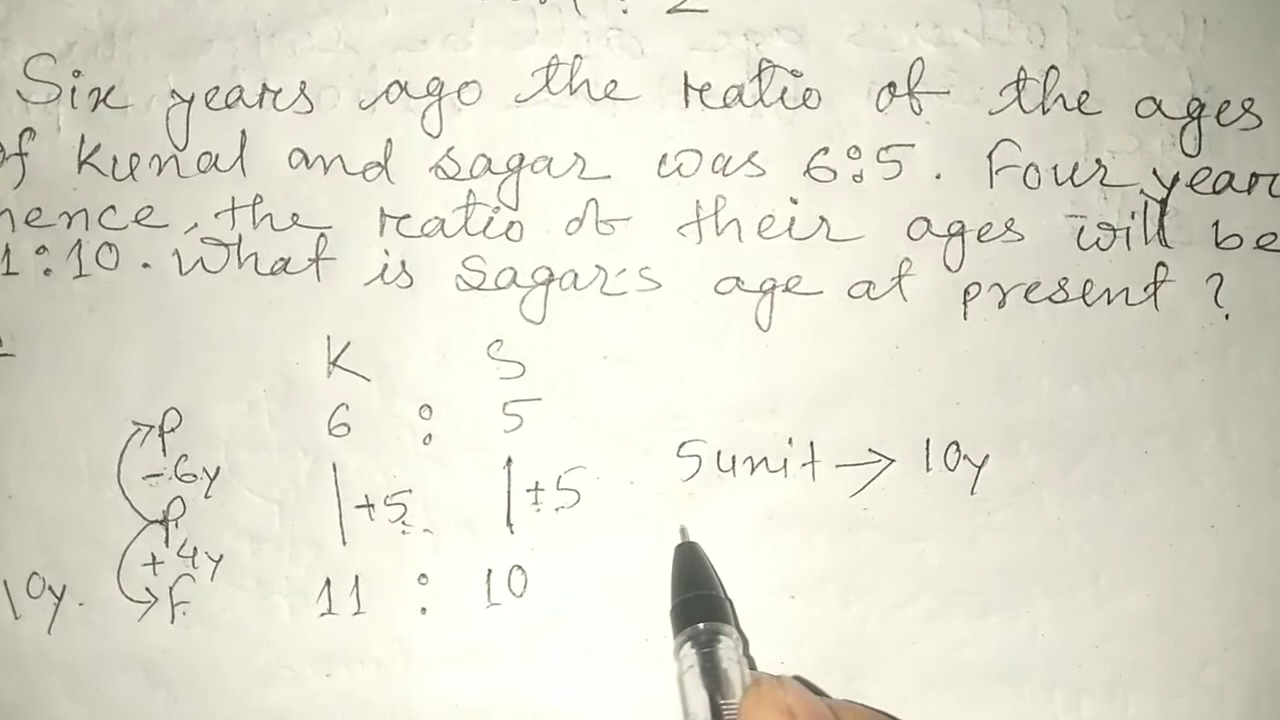 : 2
Six years ago the ratio of the ages
of Kunal and Sagar was 6:5. Four year
hence, the ratio of their ages will be
1:10. What is Sagar's age at present?
K S
P 6 : 5
-6y +5 +5 5unit → 10y
P
+4y
10y. F 11 : 10